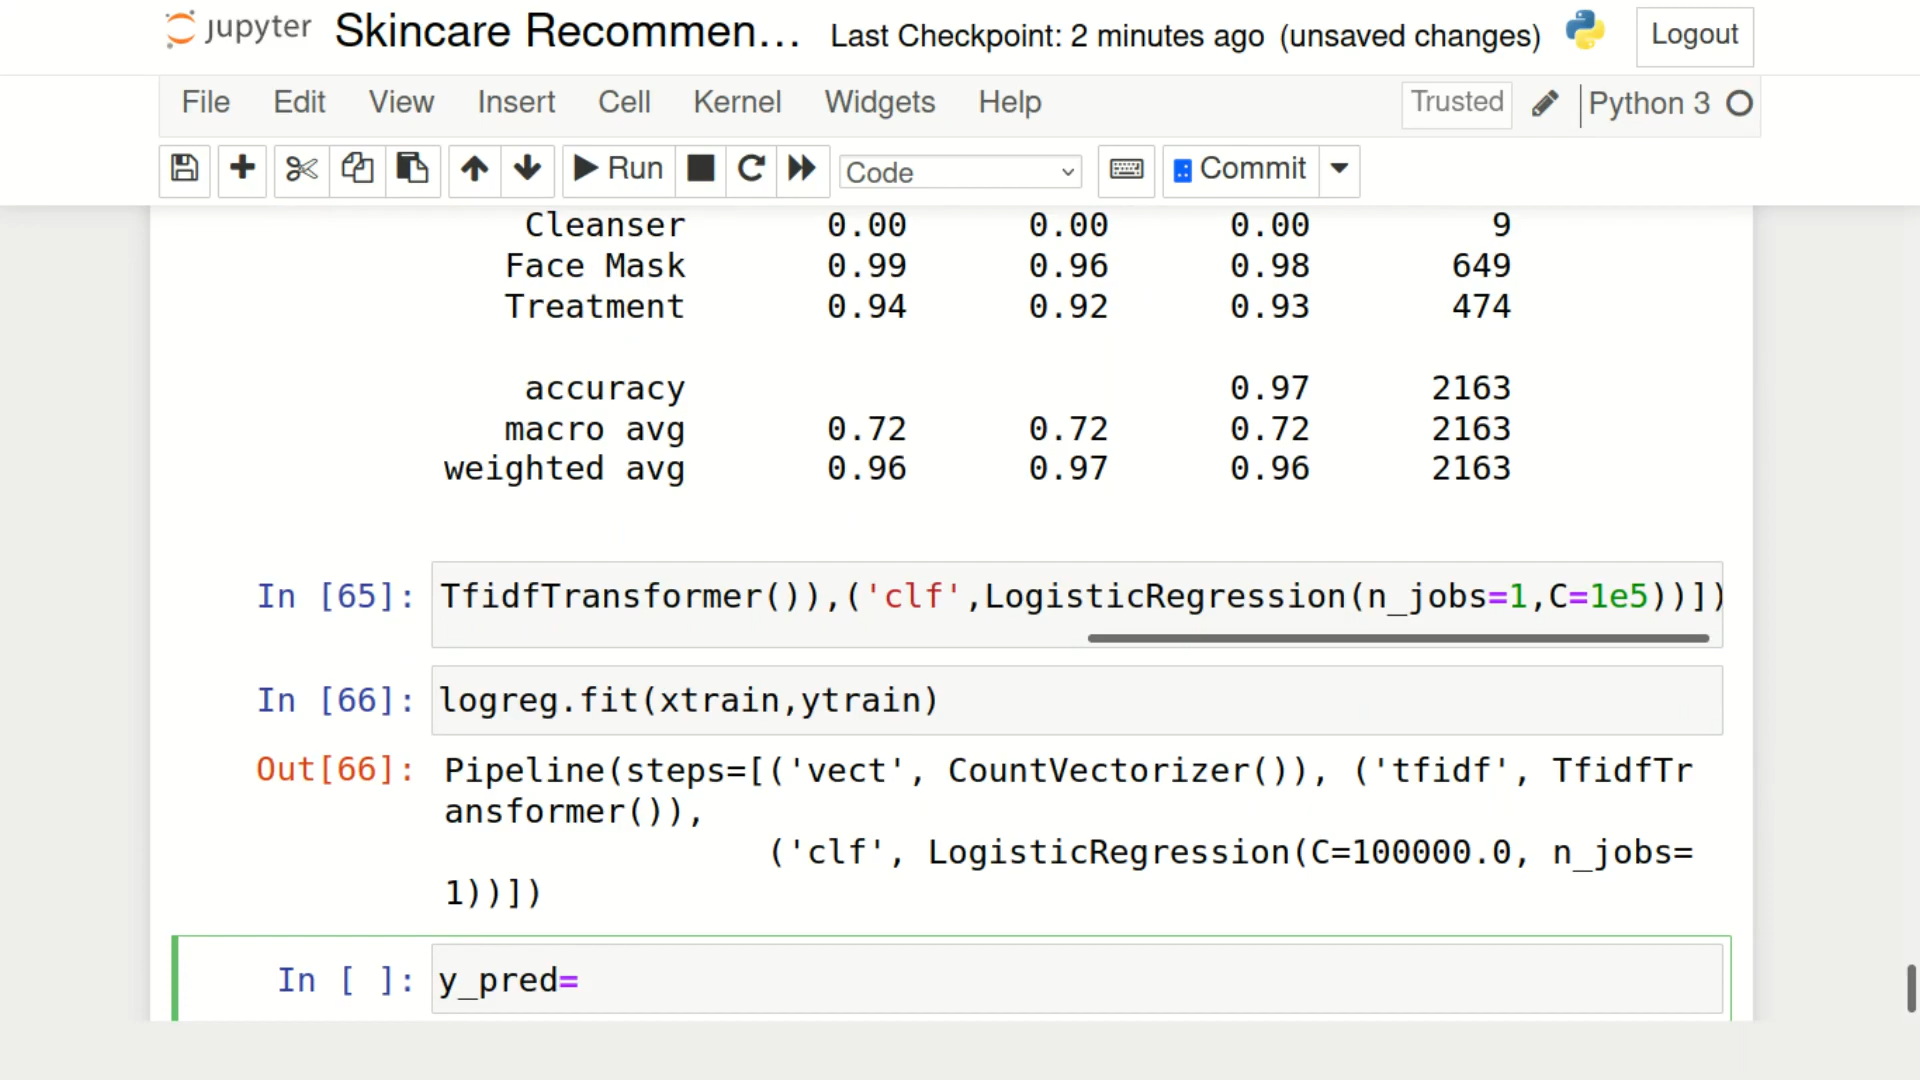 jupyter Skincare Recommen... Last Checkpoint: 2 minutes ago (unsaved changes) Logout
File Edit View Insert Cell Kernel Widgets Help Trusted Python 3
Run Code Commit
Cleanser 0.00 0.00 0.00 9
Face Mask 0.99 0.96 0.98 649
Treatment 0.94 0.92 0.93 474
accuracy 0.97 2163
macro avg 0.72 0.72 0.72 2163
weighted avg 0.96 0.97 0.96 2163
In [65]: TfidfTransformer()),('clf',LogisticRegression(n_jobs=1,C=1e5))])
In [66]: logreg.fit(xtrain,ytrain)
Out[66]: Pipeline(steps=[('vect', CountVectorizer()), ('tfidf', TfidfTr
ansformer()),
('clf', LogisticRegression(C=100000.0, n_jobs=
1))])
In [ ]: y_pred=